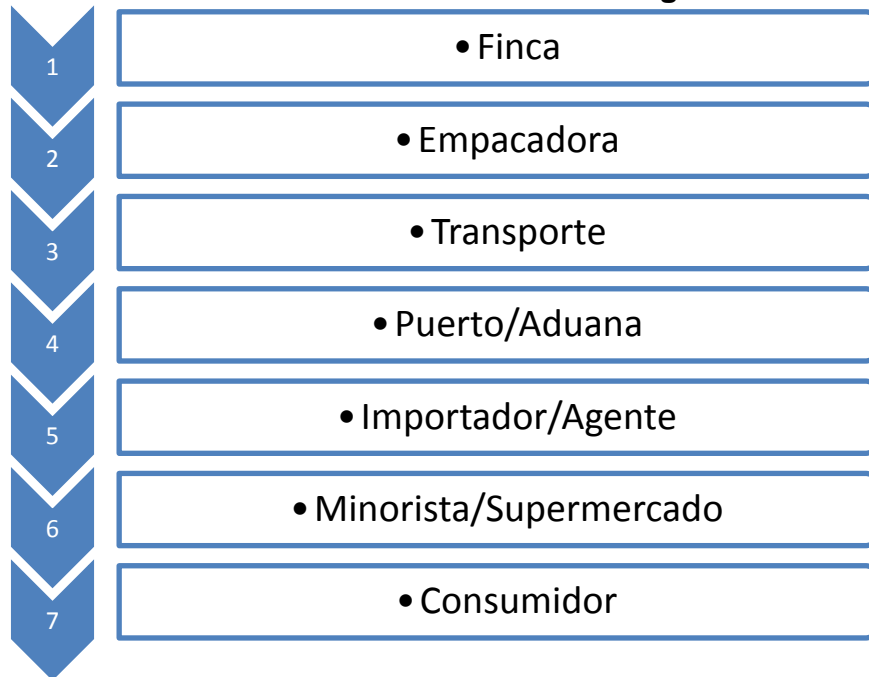 1
• Finca
2
• Empacadora
3
• Transporte
4
• Puerto/Aduana
5
• Importador/Agente
6
• Minorista/Supermercado
7
• Consumidor